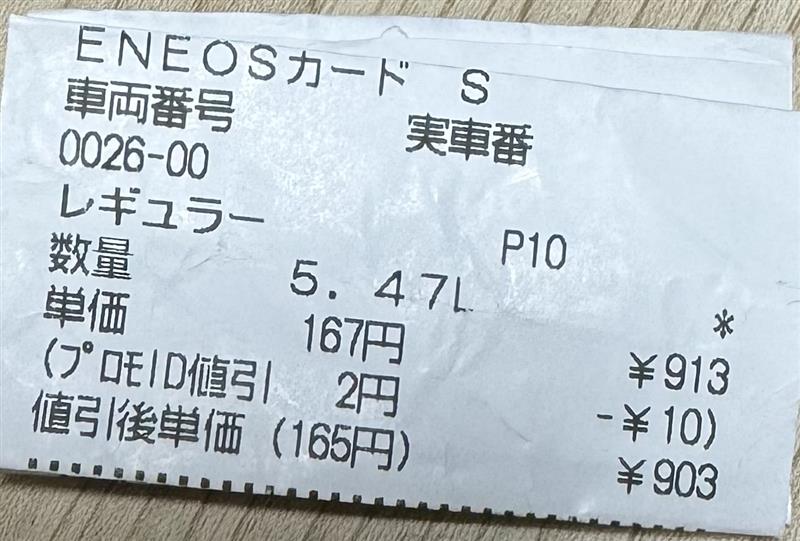 ENEOSカード S
車両番号 実車番
0026-00
レギュラー P10
数量 5.47L *
単価 167円 ¥913
(プロモID値引 2円 -¥10)
値引後単価 (165円) ¥903